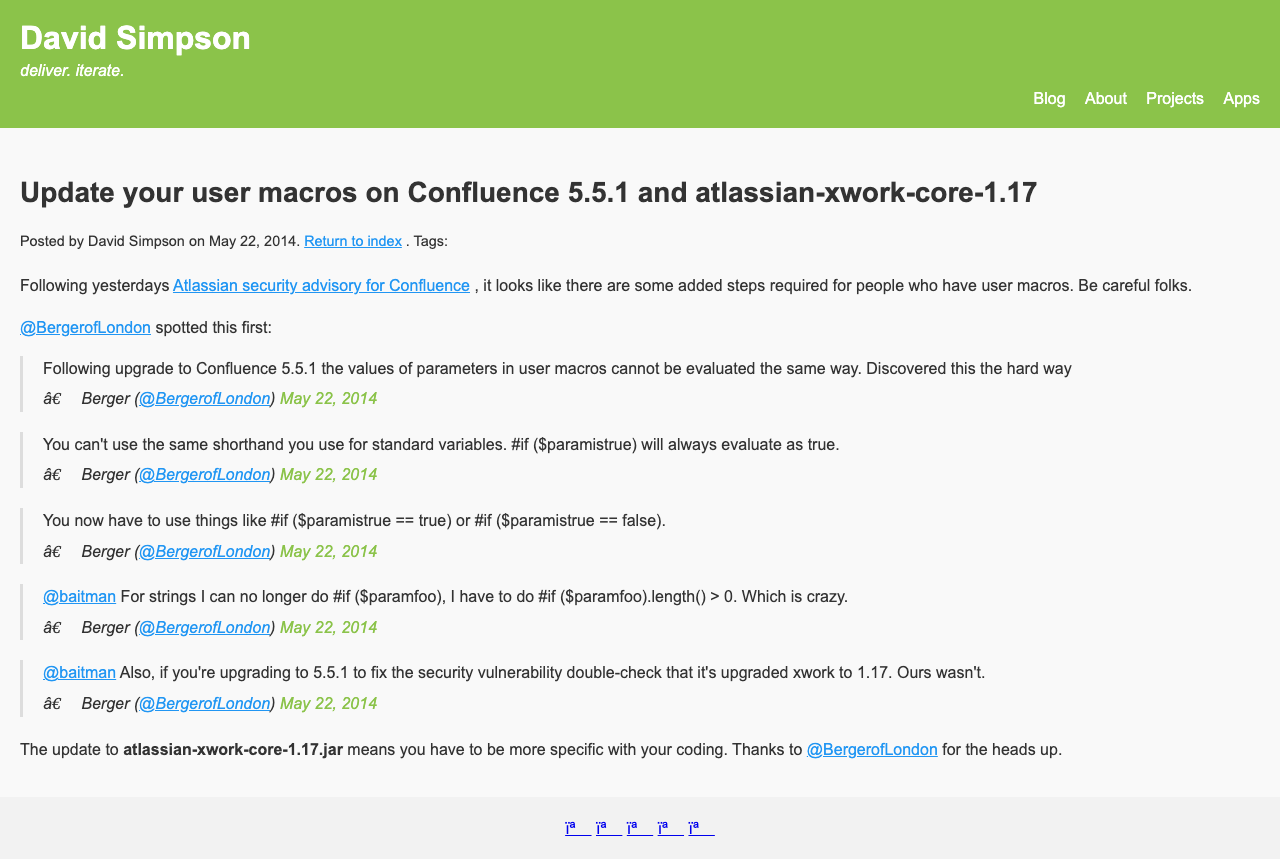 David Simpson
deliver. iterate.
Blog About Projects Apps
Update your user macros on Confluence 5.5.1 and atlassian-xwork-core-1.17
Posted by David Simpson on May 22, 2014. Return to index . Tags:
Following yesterdays Atlassian security advisory for Confluence , it looks like there are some added steps required for people who have user macros. Be careful folks.
@BergerofLondon spotted this first:
Following upgrade to Confluence 5.5.1 the values of parameters in user macros cannot be evaluated the same way. Discovered this the hard way
â€ Berger (@BergerofLondon) May 22, 2014
You can't use the same shorthand you use for standard variables. #if ($paramistrue) will always evaluate as true.
â€ Berger (@BergerofLondon) May 22, 2014
You now have to use things like #if ($paramistrue == true) or #if ($paramistrue == false).
â€ Berger (@BergerofLondon) May 22, 2014
@baitman For strings I can no longer do #if ($paramfoo), I have to do #if ($paramfoo).length() > 0. Which is crazy.
â€ Berger (@BergerofLondon) May 22, 2014
@baitman Also, if you're upgrading to 5.5.1 to fix the security vulnerability double-check that it's upgraded xwork to 1.17. Ours wasn't.
â€ Berger (@BergerofLondon) May 22, 2014
The update to atlassian-xwork-core-1.17.jar means you have to be more specific with your coding. Thanks to @BergerofLondon for the heads up.
ïª ïª ïª ïª ïª